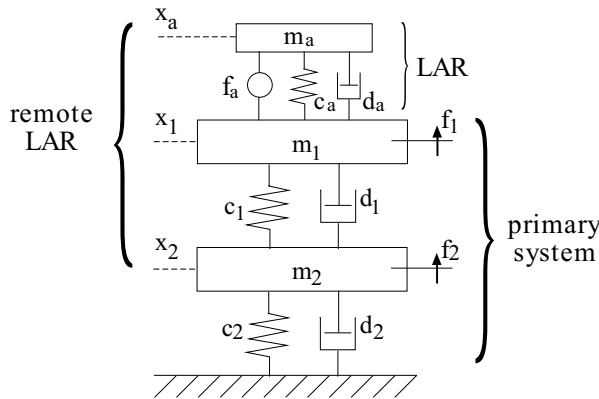 x_a
m_a
f_a
c_a
d_a
LAR
remote
LAR
x_1
m_1
f_1
c_1
d_1
primary
system
x_2
m_2
f_2
c_2
d_2